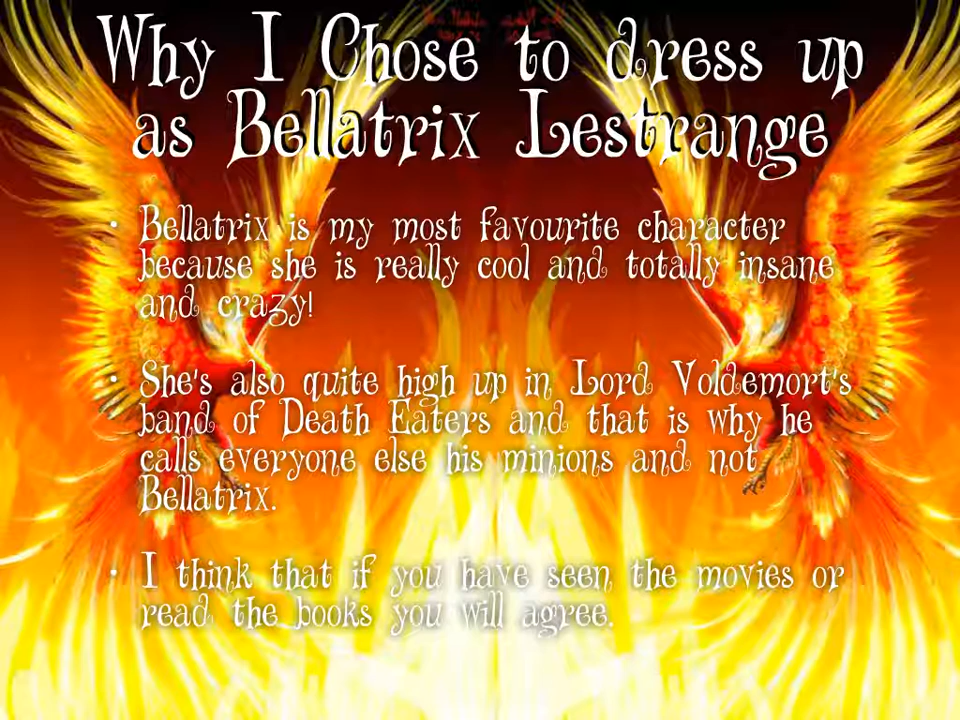 Why I Chose to dress up
as Bellatrix Lestrange
• Bellatrix is my most favourite character
because she is really cool and totally insane
and crazy!
• She's also quite high up in Lord Voldemort's
band of Death Eaters and that is why he
calls everyone else his minions and not
Bellatrix.
• I think that if you have seen the movies or
read the books you will agree.